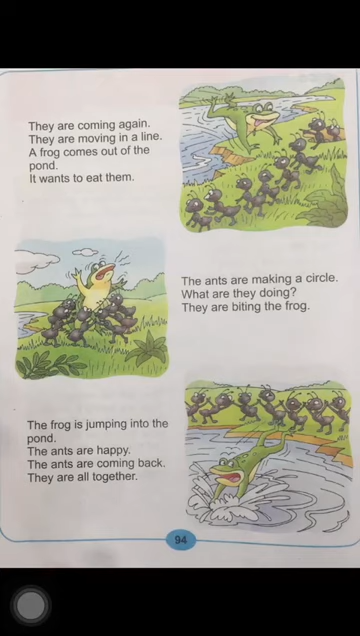 They are coming again.
They are moving in a line.
A frog comes out of the
pond.
It wants to eat them.
The ants are making a circle.
What are they doing?
They are biting the frog.
The frog is jumping into the
pond.
The ants are happy.
The ants are coming back.
They are all together.
94